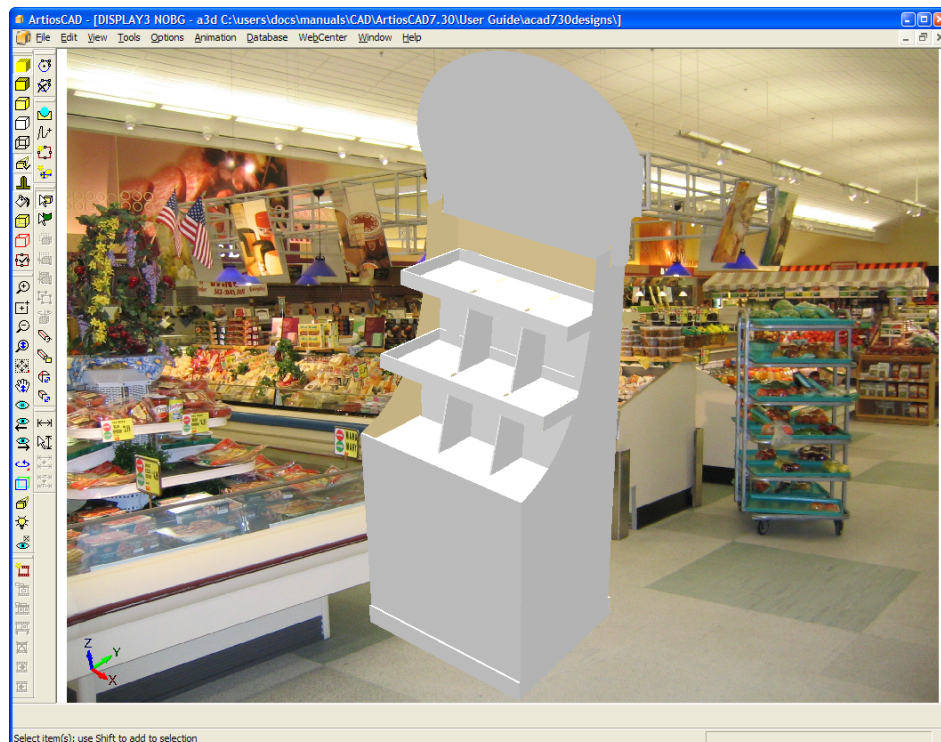 ArtiosCAD - [DISPLAY3 NOBG - a3d C:\users\docs\manuals\CAD\ArtiosCAD7.30\User Guide\acad730designs\]
File Edit View Tools Options Animation Database WebCenter Window Help
Z
Y
X
Select item(s); use Shift to add to selection